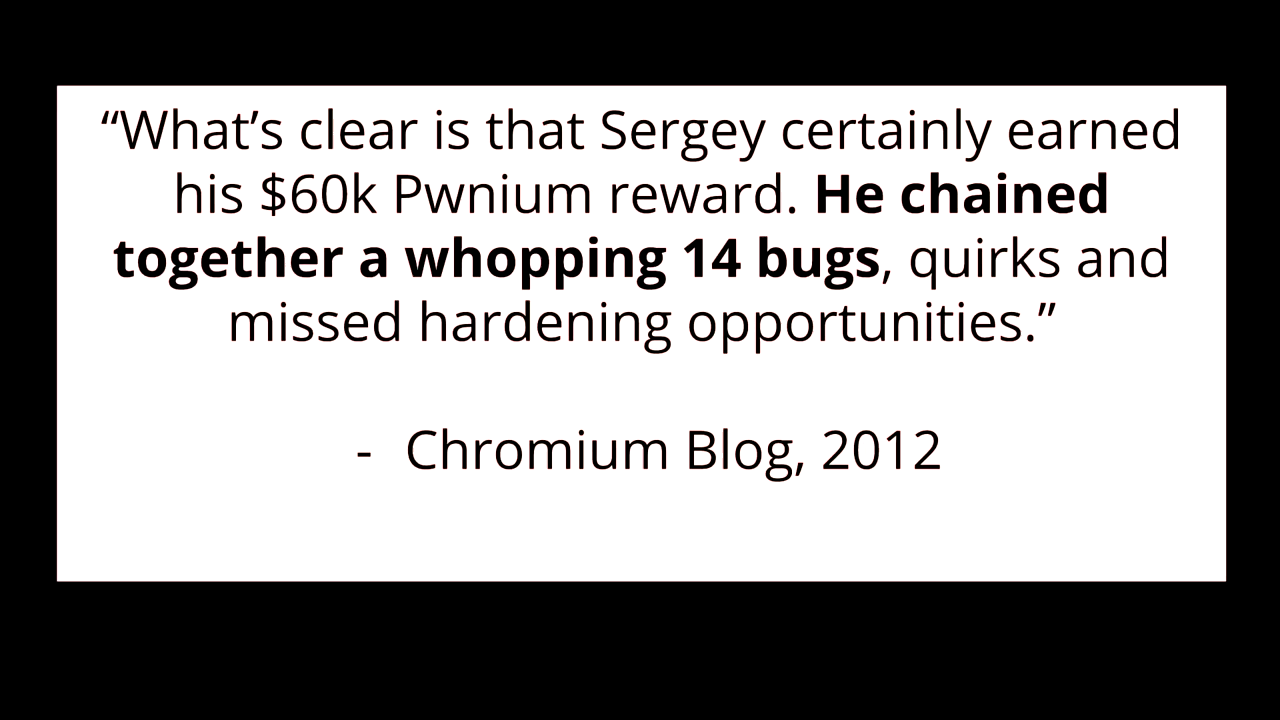 “What’s clear is that Sergey certainly earned
his $60k Pwnium reward. He chained
together a whopping 14 bugs, quirks and
missed hardening opportunities.”
- Chromium Blog, 2012